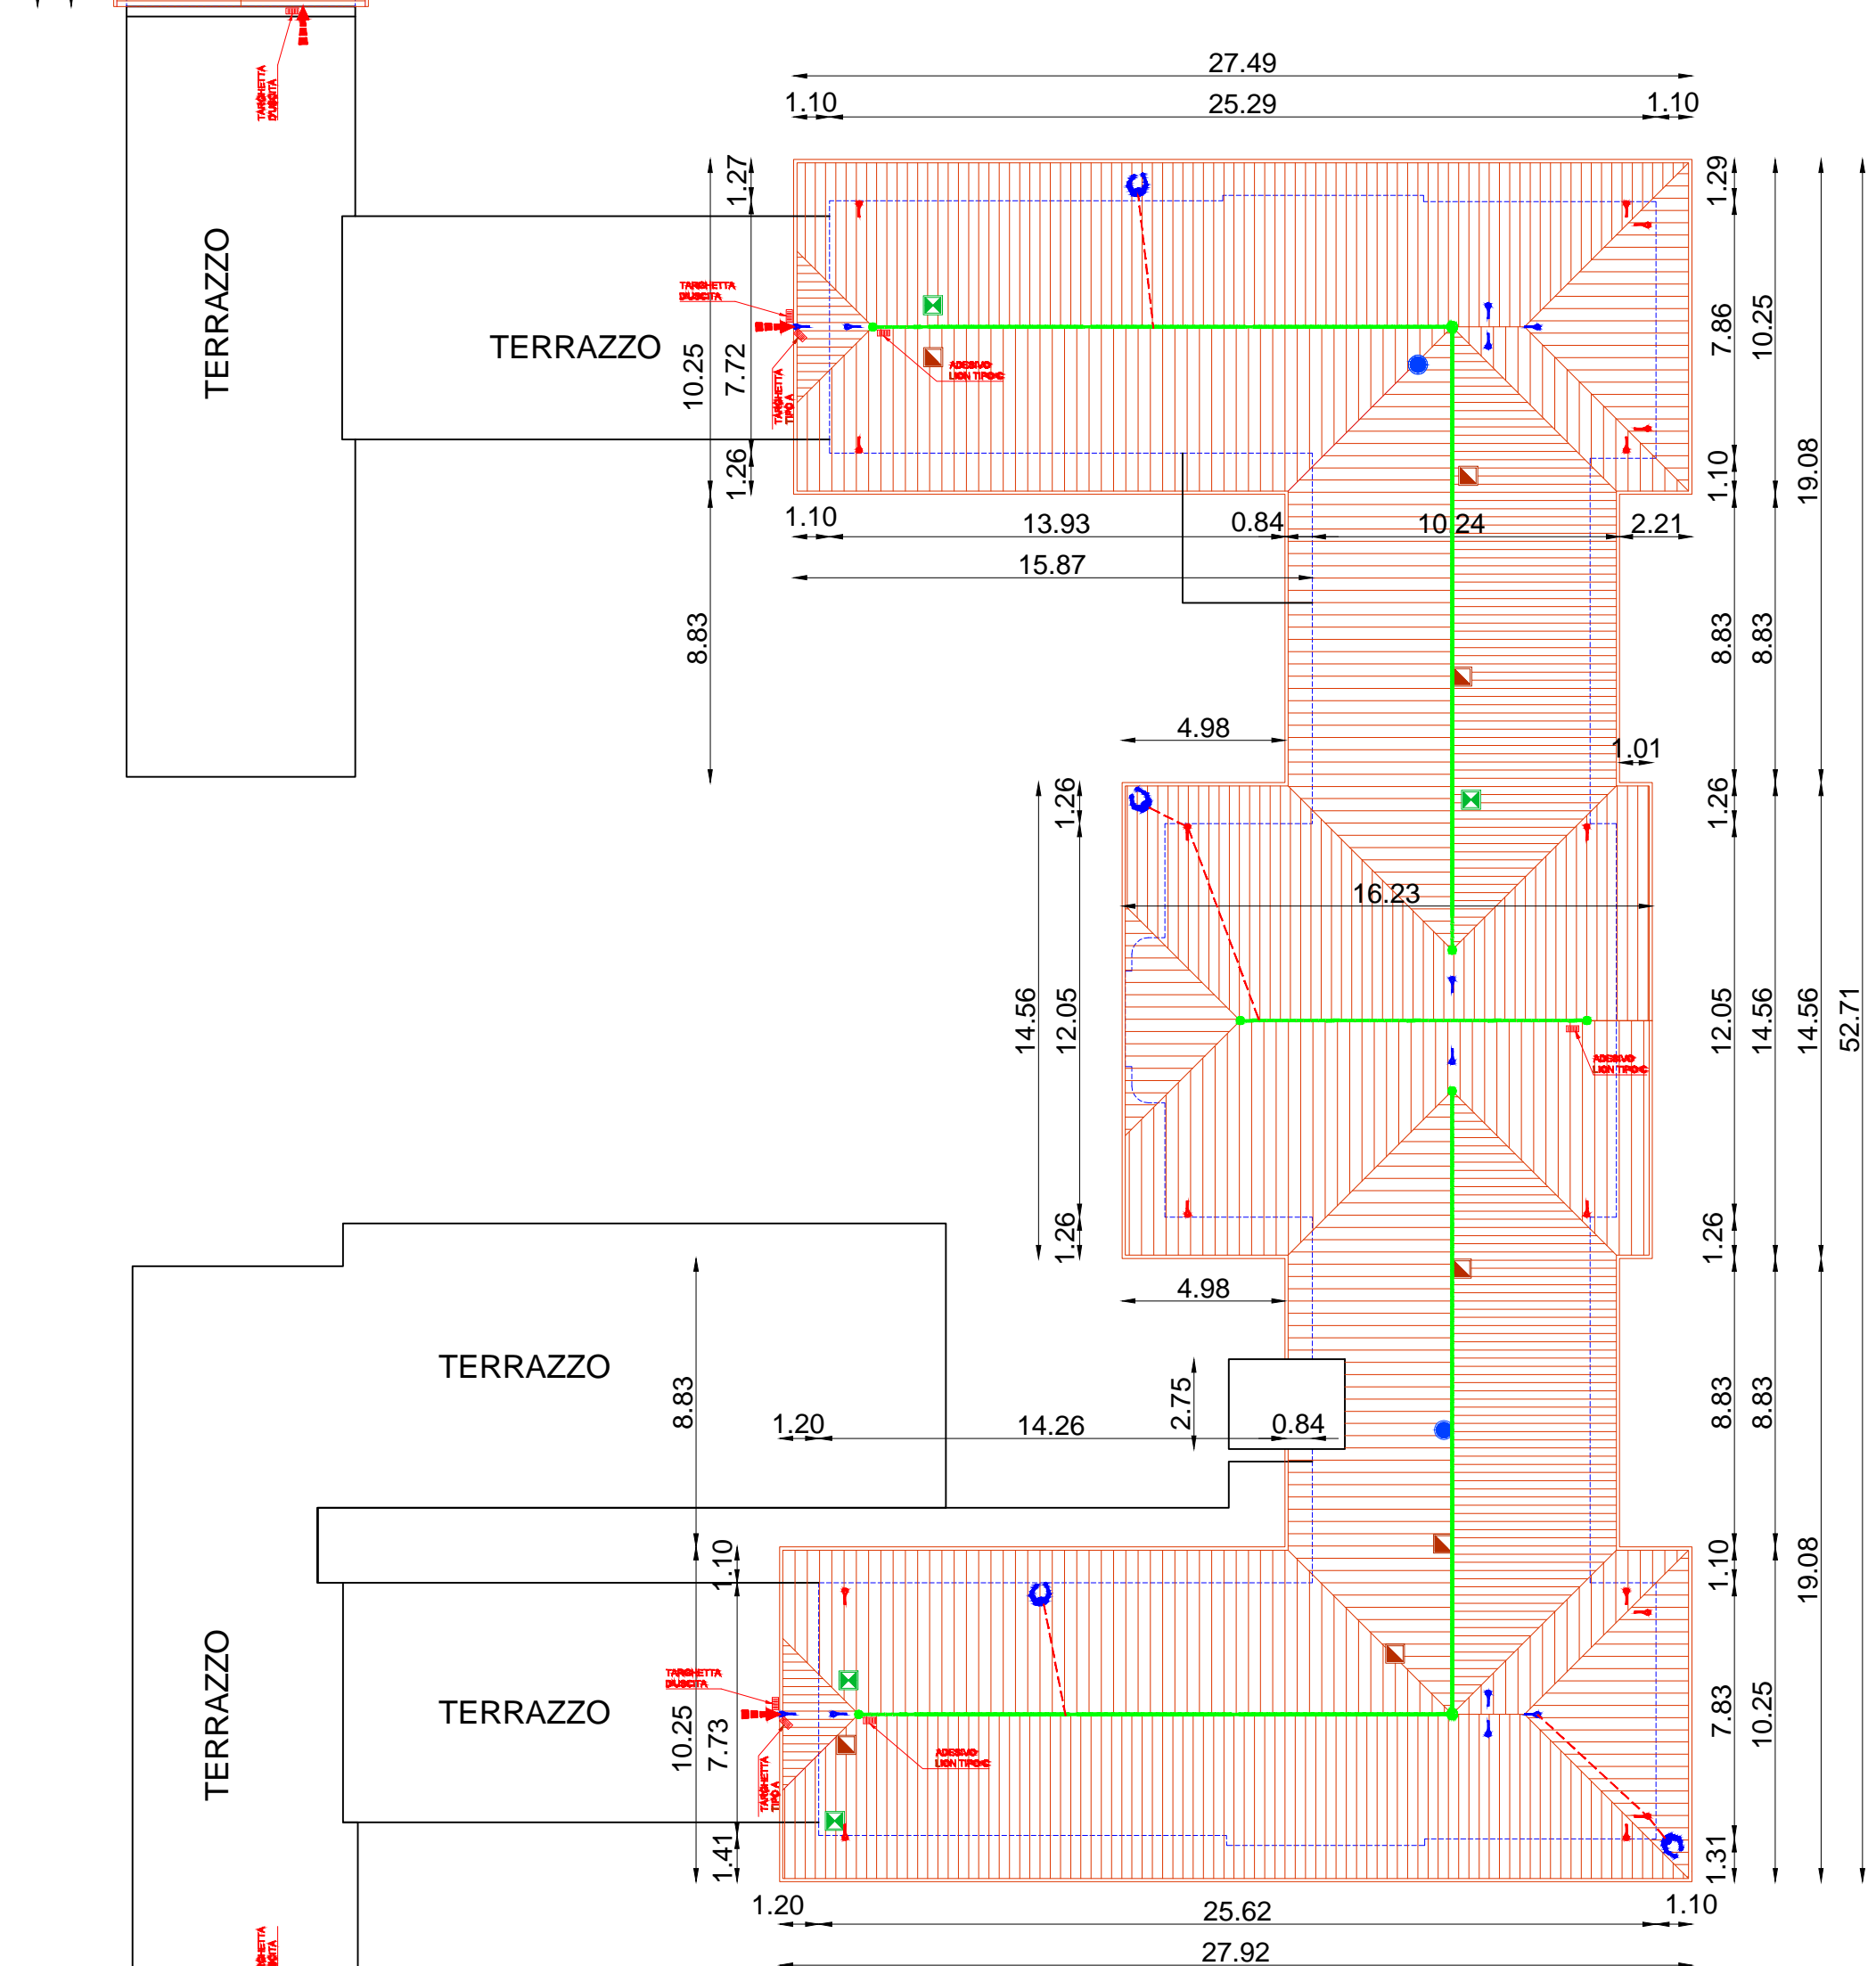 TARGHETTA
D'USCITA
27.49
1.10
25.29
1.10
1.27
1.29
TERRAZZO
TERRAZZO
TARGHETTA
D'USCITA
10.25
7.72
TARGHETTA
TIPO A
ADESIVO
LION TIPO C
7.86
10.25
1.26
1.10
19.08
1.10
13.93
0.84
10.24
2.21
15.87
8.83
8.83
8.83
4.98
1.01
1.26
1.26
16.23
14.56
12.05
12.05
14.56
14.56
52.71
ADESIVO
LION TIPO C
1.26
1.26
4.98
TERRAZZO
8.83
1.20
14.26
2.75
0.84
8.83
8.83
1.10
1.10
19.08
TERRAZZO
TERRAZZO
TARGHETTA
D'USCITA
10.25
7.73
TARGHETTA
TIPO A
ADESIVO
LION TIPO C
7.83
10.25
1.41
1.31
1.20
25.62
1.10
27.92